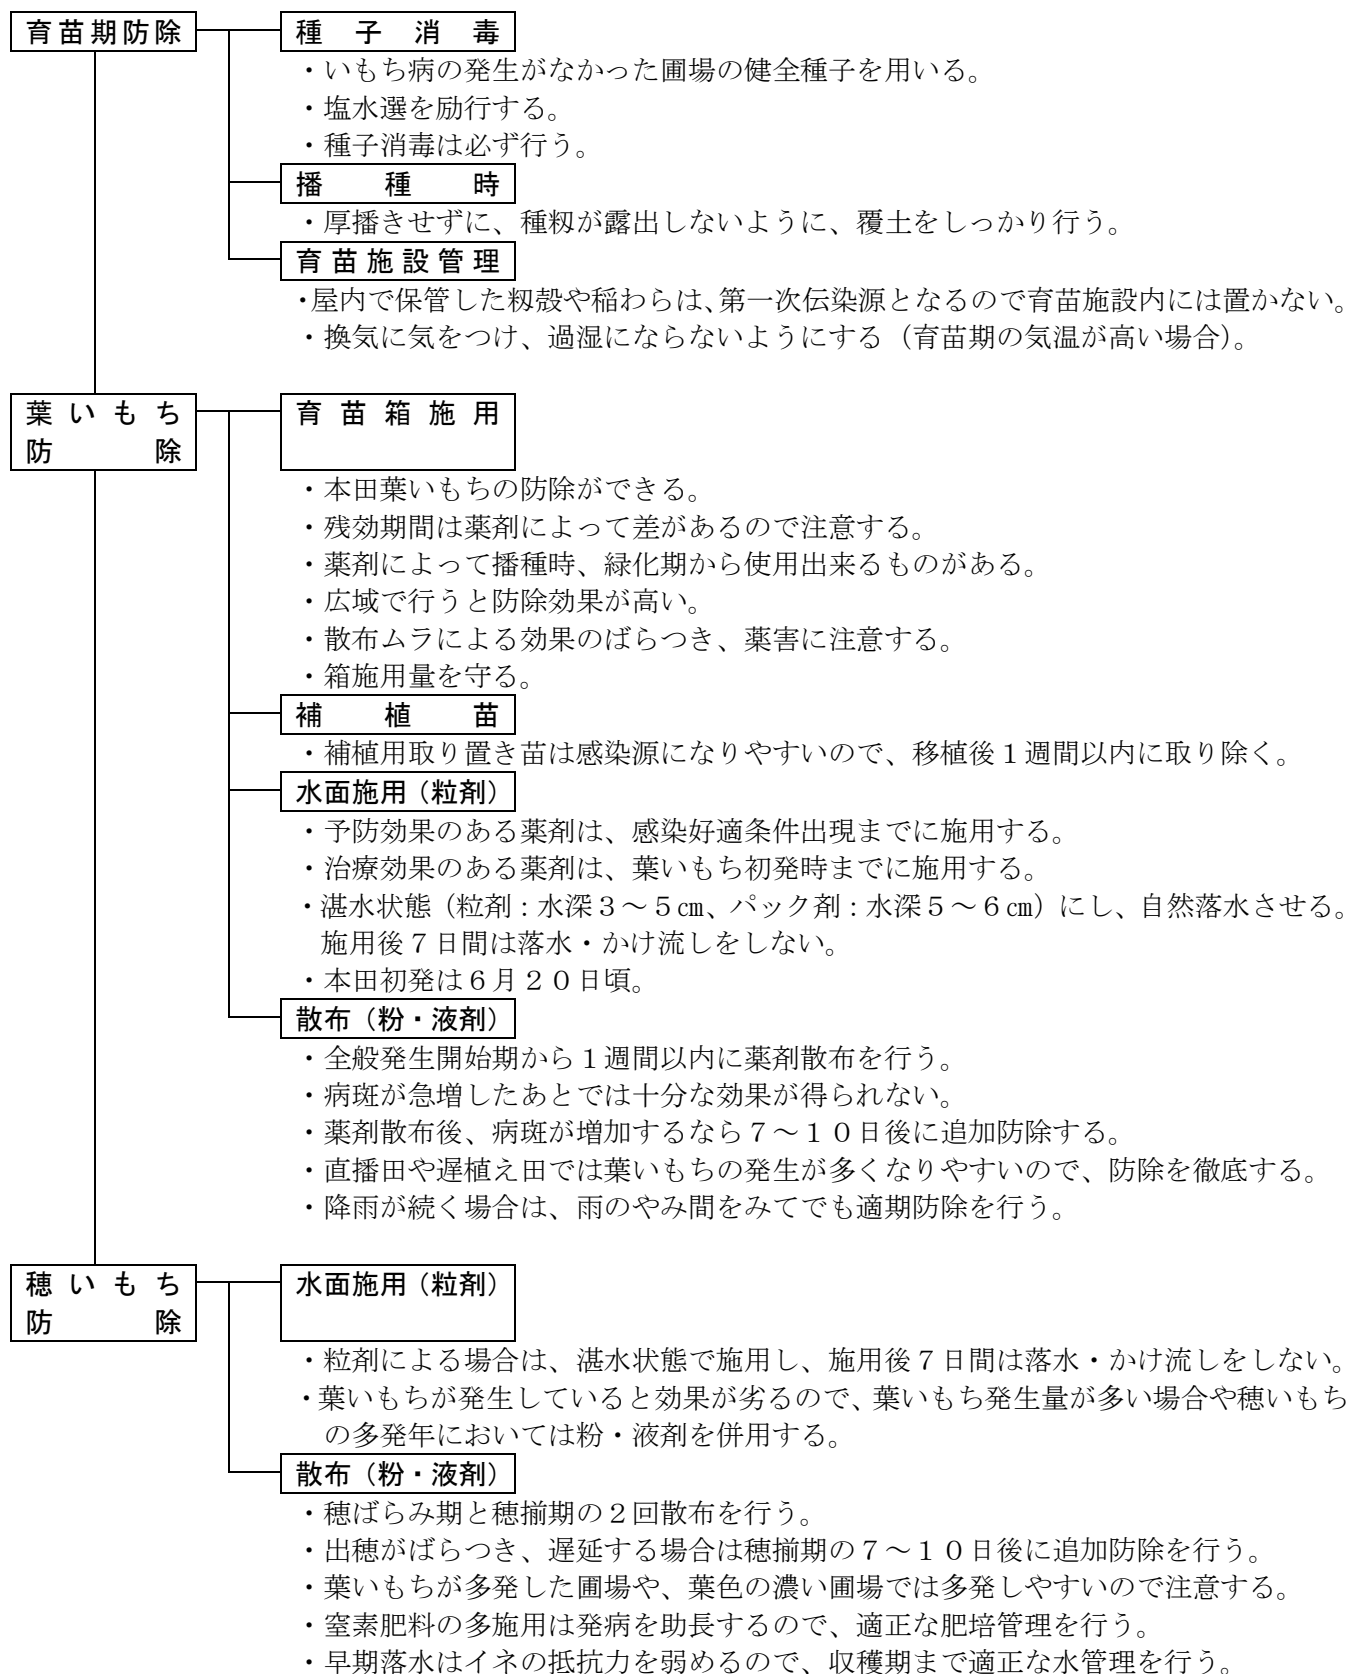 育苗期防除
種子消毒
・いもち病の発生がなかった圃場の健全種子を用いる。
・塩水選を励行する。
・種子消毒は必ず行う。
播種時
・厚播きせずに、種籾が露出しないように、覆土をしっかり行う。
育苗施設管理
・屋内で保管した籾殻や稲わらは、第一次伝染源となるので育苗施設内には置かない。
・換気に気をつけ、過湿にならないようにする（育苗期の気温が高い場合）。
葉いもち
防除
育苗箱施用
・本田葉いもちの防除ができる。
・残効期間は薬剤によって差があるので注意する。
・薬剤によって播種時、緑化期から使用出来るものがある。
・広域で行うと防除効果が高い。
・散布ムラによる効果のばらつき、薬害に注意する。
・箱施用量を守る。
補植苗
・補植用取り置き苗は感染源になりやすいので、移植後１週間以内に取り除く。
水面施用（粒剤）
・予防効果のある薬剤は、感染好適条件出現までに施用する。
・治療効果のある薬剤は、葉いもち初発時までに施用する。
・湛水状態（粒剤：水深３～５㎝、パック剤：水深５～６㎝）にし、自然落水させる。
施用後７日間は落水・かけ流しをしない。
・本田初発は６月２０日頃。
散布（粉・液剤）
・全般発生開始期から１週間以内に薬剤散布を行う。
・病斑が急増したあとでは十分な効果が得られない。
・薬剤散布後、病斑が増加するなら７～１０日後に追加防除する。
・直播田や遅植え田では葉いもちの発生が多くなりやすいので、防除を徹底する。
・降雨が続く場合は、雨のやみ間をみてでも適期防除を行う。
穂いもち
防除
水面施用（粒剤）
・粒剤による場合は、湛水状態で施用し、施用後７日間は落水・かけ流しをしない。
・葉いもちが発生していると効果が劣るので、葉いもち発生量が多い場合や穂いもち
の多発年においては粉・液剤を併用する。
散布（粉・液剤）
・穂ばらみ期と穂揃期の２回散布を行う。
・出穂がばらつき、遅延する場合は穂揃期の７～１０日後に追加防除を行う。
・葉いもちが多発した圃場や、葉色の濃い圃場では多発しやすいので注意する。
・窒素肥料の多施用は発病を助長するので、適正な肥培管理を行う。
・早期落水はイネの抵抗力を弱めるので、収穫期まで適正な水管理を行う。